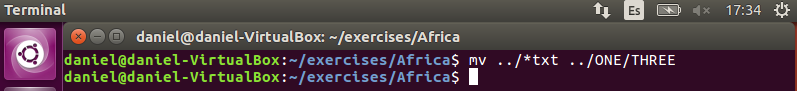 Terminal Es 17:34
daniel@daniel-VirtualBox: ~/exercises/Africa
daniel@daniel-VirtualBox:~/exercises/Africa$ mv ../*txt ../ONE/THREE
daniel@daniel-VirtualBox:~/exercises/Africa$